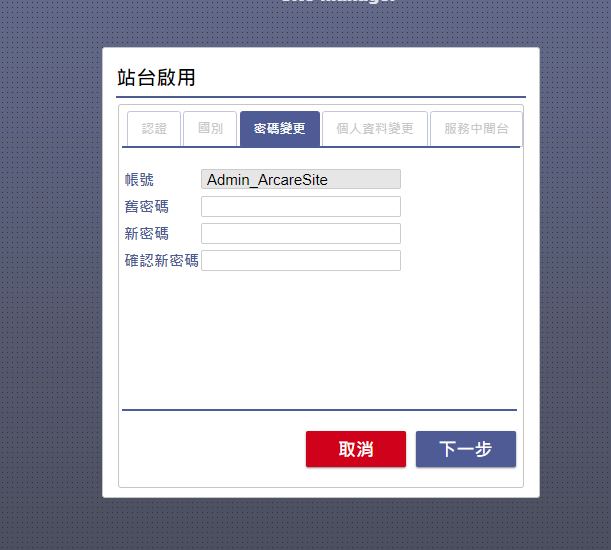 站台啟用
認證 國別 密碼變更 個人資料變更 服務中間台
帳號 Admin_ArcareSite
舊密碼
新密碼
確認新密碼
取消 下一步